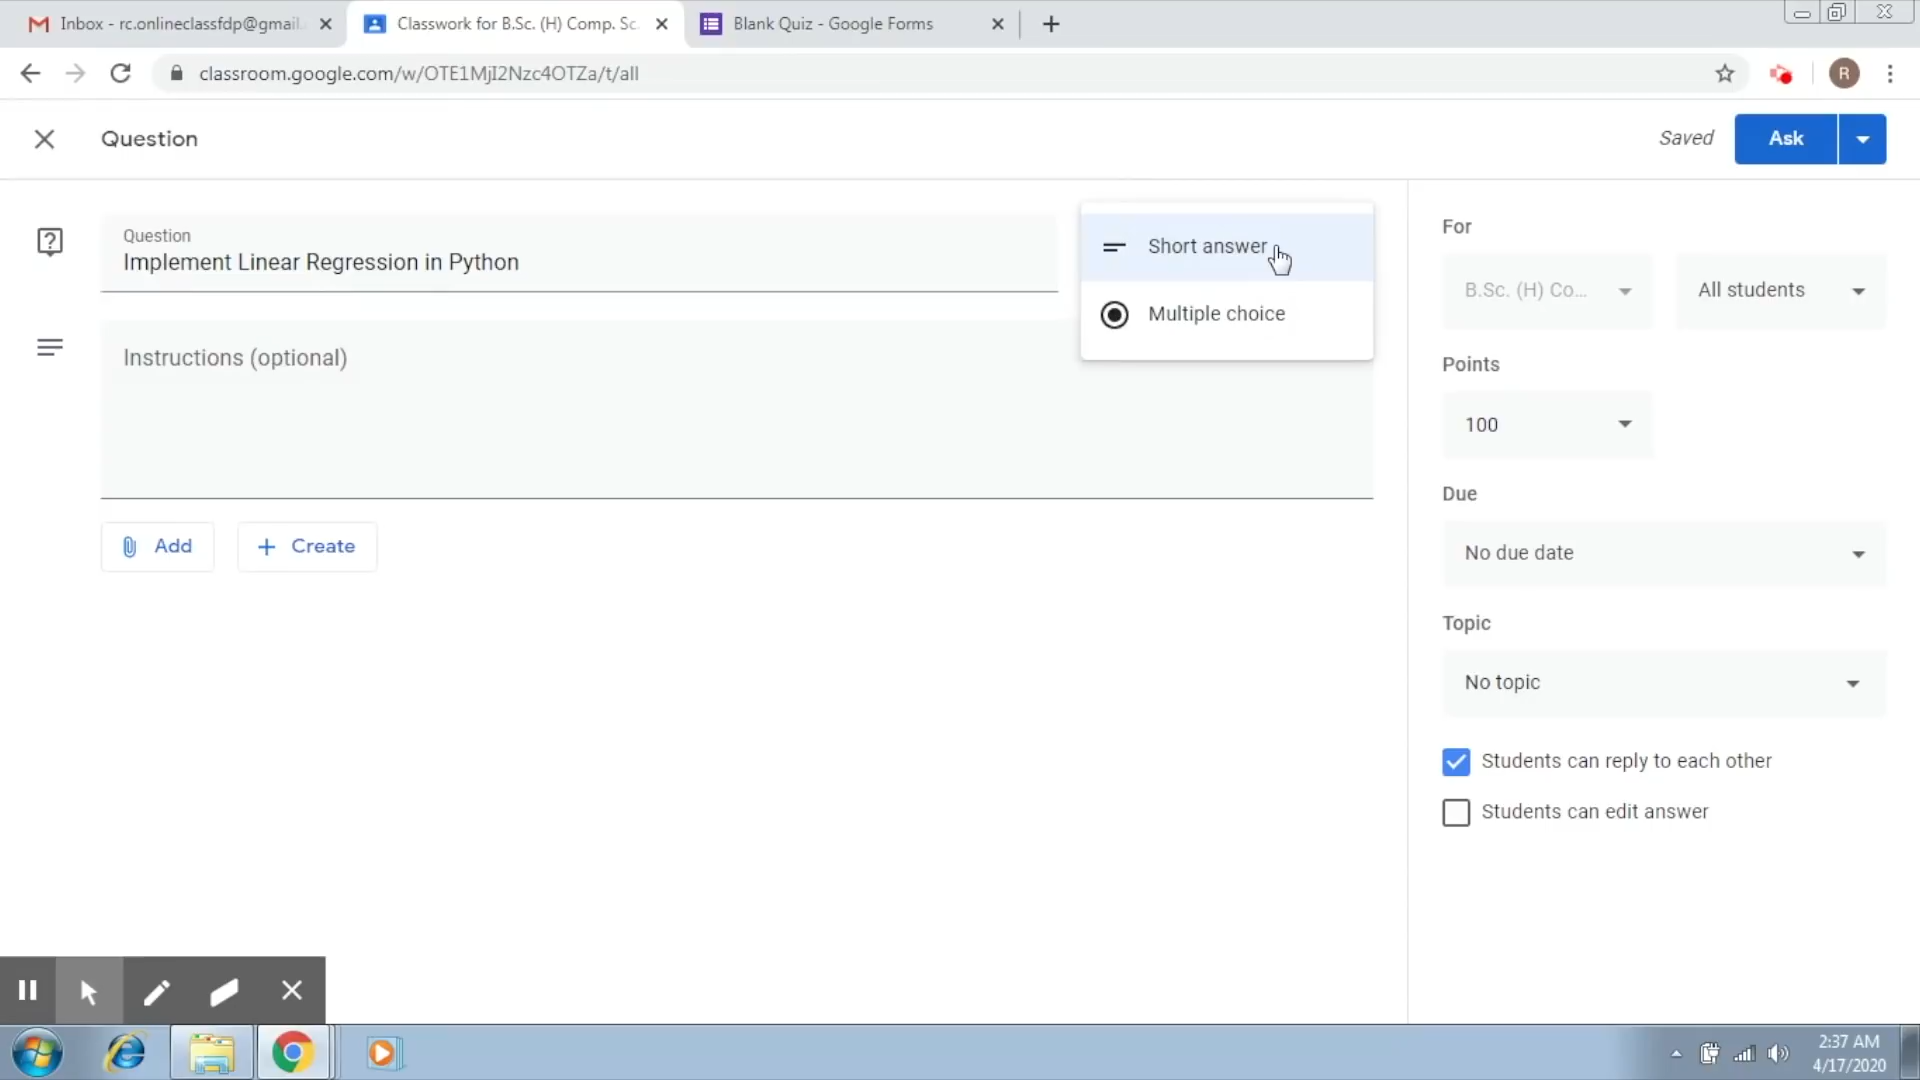 Inbox - rc.onlineclassfdp@gmail.
Classwork for B.Sc. (H) Comp. Sc.
Blank Quiz - Google Forms
classroom.google.com/w/OTE1MjI2Nzc4OTZa/t/all
R
Question
Saved
Ask
Question
Implement Linear Regression in Python
Short answer
Multiple choice
Instructions (optional)
Add
Create
For
B.Sc. (H) Co...
All students
Points
100
Due
No due date
Topic
No topic
Students can reply to each other
Students can edit answer
2:37 AM
4/17/2020